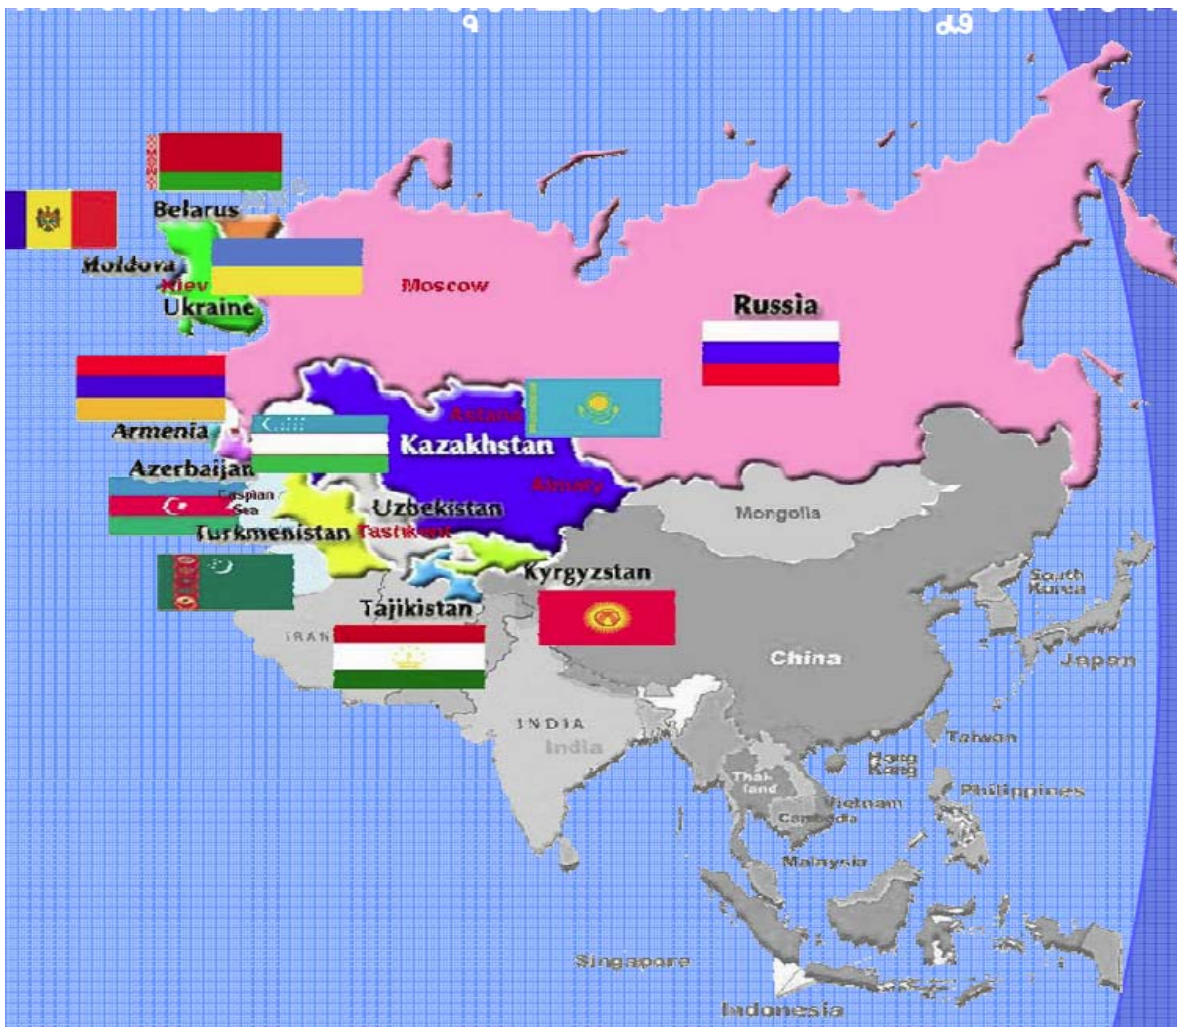 Belarus
Moldova
Kiev
Ukraine
Moscow
Russia
Armenia
Astana
Kazakhstan
Azerbaijan
Almaty
Caspian
Sea
Uzbekistan
Mongolia
Turkmenistan
Tashkent
Kyrgyzstan
South
Korea
Tajikistan
IRAN
China
Japan
INDIA
India
Taiwan
Hong
Kong
Thai
land
Philippines
Vietnam
Cambodia
Malaysia
Singapore
Indonesia